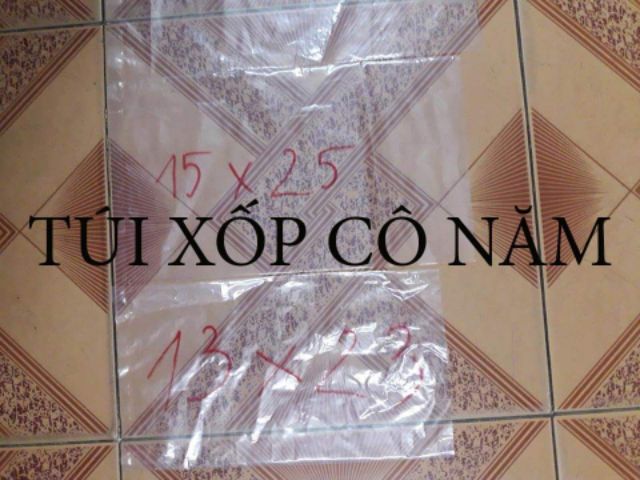 15 x 25
TÚI XỐP CÔ NĂM
13 x 22